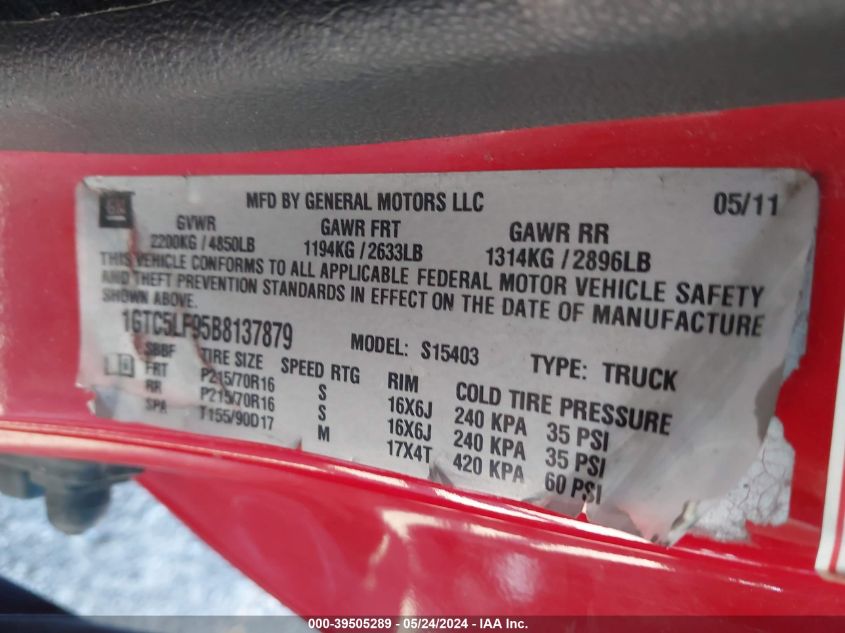 GM MFD BY GENERAL MOTORS LLC 05/11
GVWR GAWR FRT GAWR RR
2200KG / 4850LB 1194KG / 2633LB 1314KG / 2896LB
THIS VEHICLE CONFORMS TO ALL APPLICABLE FEDERAL MOTOR VEHICLE SAFETY
AND THEFT PREVENTION STANDARDS IN EFFECT ON THE DATE OF MANUFACTURE
SHOWN ABOVE.
1GTC5LF95B8137879 MODEL: S15403 TYPE: TRUCK
SBBF TIRE SIZE SPEED RTG RIM COLD TIRE PRESSURE
FRT P215/70R16 S 16X6J 240 KPA 35 PSI
RR P215/70R16 S 16X6J 240 KPA 35 PSI
SPA T155/90D17 M 17X4T 420 KPA 60 PSI
000-39505289 - 05/24/2024 - IAA Inc.